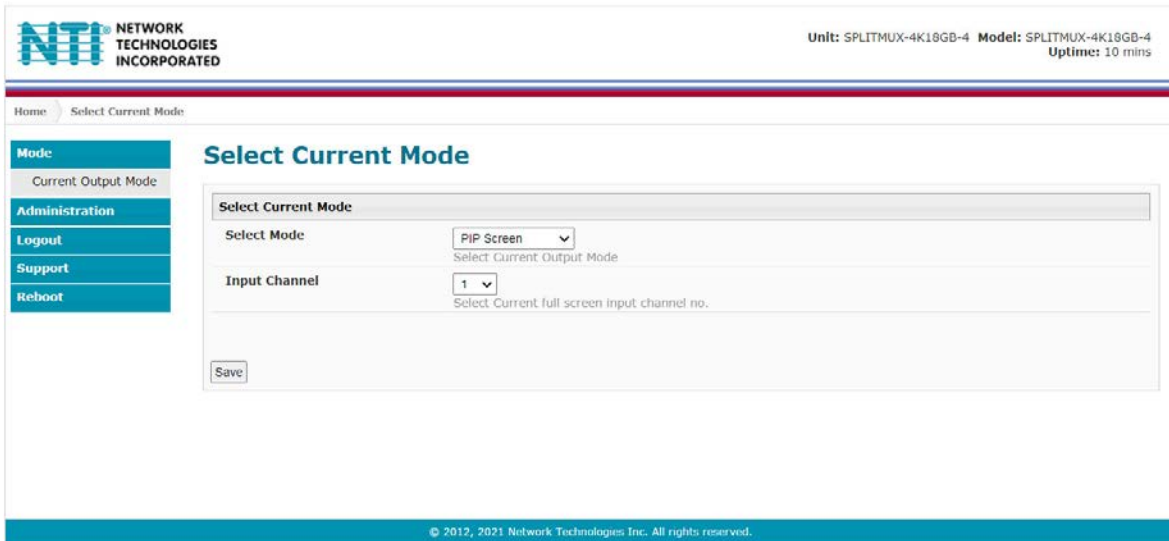 NTI® NETWORK
TECHNOLOGIES
INCORPORATED
Unit: SPLITMUX-4K18GB-4 Model: SPLITMUX-4K18GB-4
Uptime: 10 mins
Home Select Current Mode
Mode
Current Output Mode
Administration
Logout
Support
Reboot
Select Current Mode
Select Current Mode
Select Mode PIP Screen
Select Current Output Mode
Input Channel 1
Select Current full screen input channel no.
Save
© 2012, 2021 Network Technologies Inc. All rights reserved.